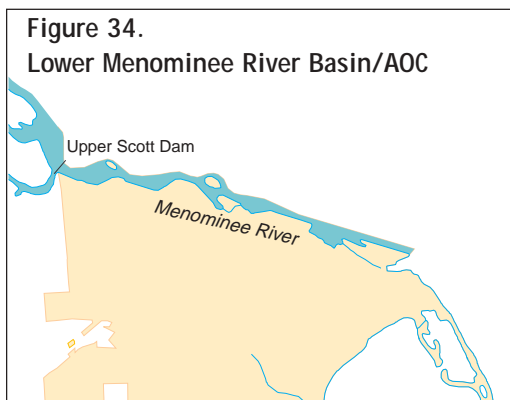 Figure 34.
Lower Menominee River Basin/AOC
Upper Scott Dam
Menominee River